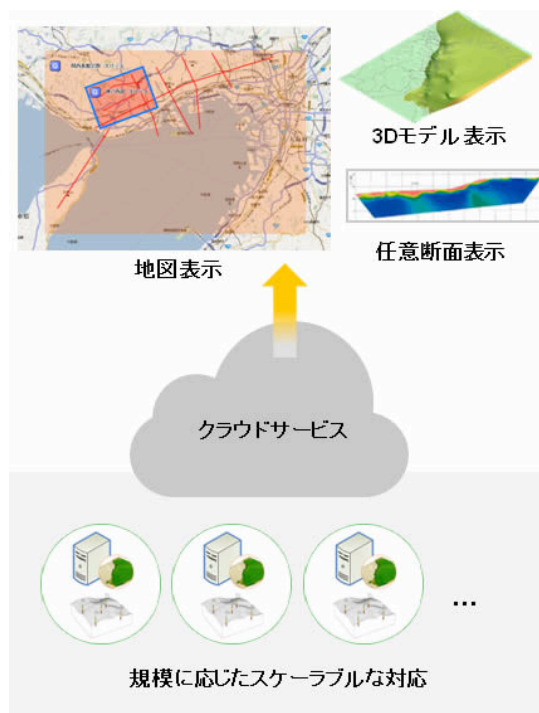 3Dモデル表示
任意断面表示
地図表示
クラウドサービス
...
規模に応じたスケーラブルな対応